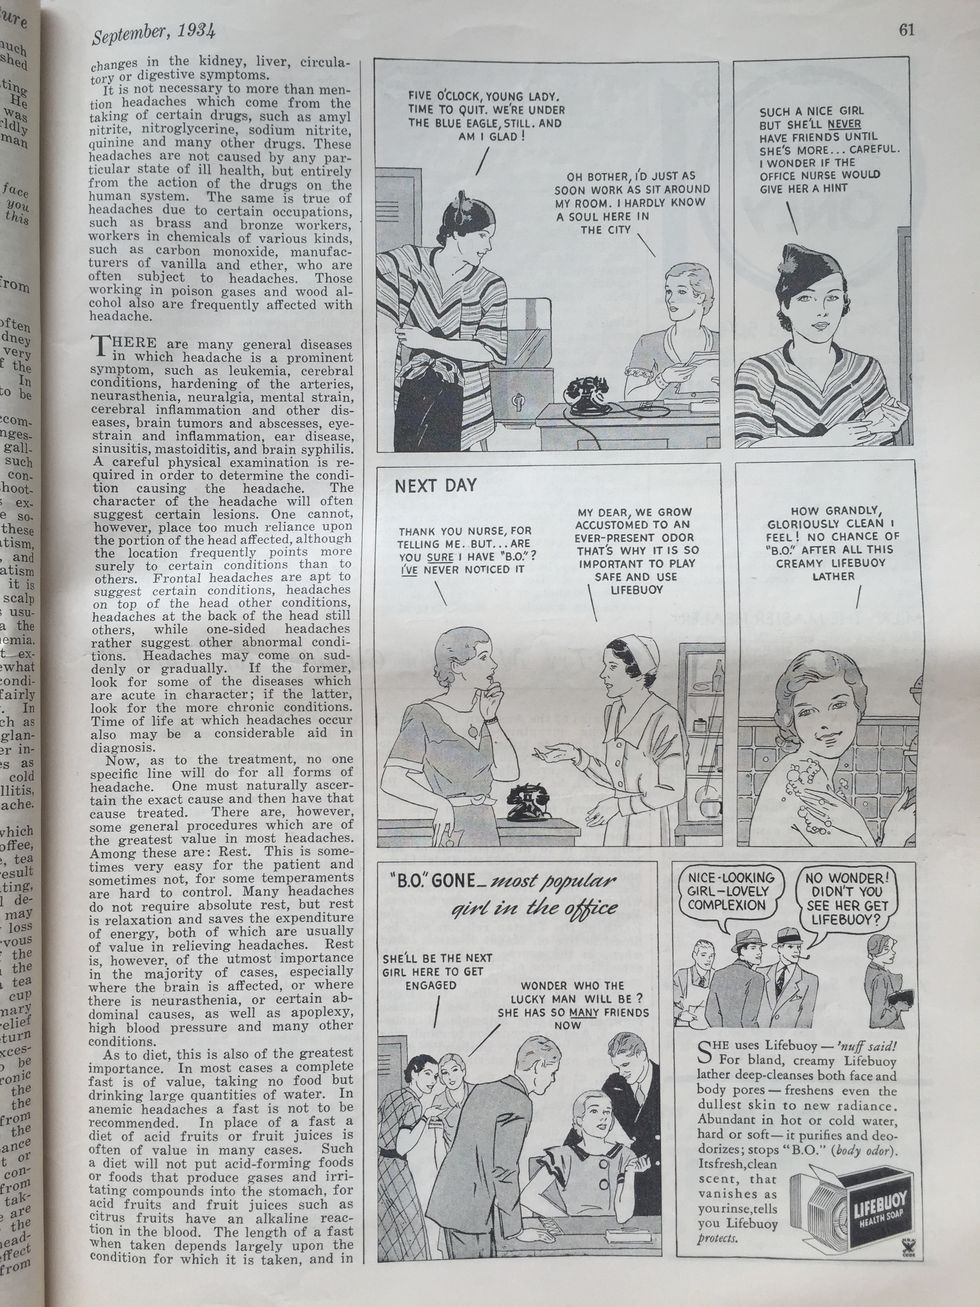 September, 1934
61
changes in the kidney, liver, circula-
tory or digestive symptoms.
It is not necessary to more than men-
tion headaches which come from the
taking of certain drugs, such as amyl
nitrite, nitroglycerine, sodium nitrite,
quinine and many other drugs. These
headaches are not caused by any par-
ticular state of ill health, but entirely
from the action of the drugs on the
human system. The same is true of
headaches due to certain occupations,
such as brass and bronze workers,
workers in chemicals of various kinds,
such as carbon monoxide, manufac-
turers of vanilla and ether, who are
often subject to headaches. Those
working in poison gases and wood al-
cohol also are frequently affected with
headache.
THERE are many general diseases
in which headache is a prominent
symptom, such as leukemia, cerebral
conditions, hardening of the arteries,
neurasthenia, neuralgia, mental strain,
cerebral inflammation and other dis-
eases, brain tumors and abscesses, eye-
strain and inflammation, ear disease,
sinusitis, mastoiditis, and brain syphilis.
A careful physical examination is re-
quired in order to determine the condi-
tion causing the headache. The
character of the headache will often
suggest certain lesions. One cannot,
however, place too much reliance upon
the portion of the head affected, although
the location frequently points more
surely to certain conditions than to
others. Frontal headaches are apt to
suggest certain conditions, headaches
on top of the head other conditions,
headaches at the back of the head still
others, while one-sided headaches
rather suggest other abnormal condi-
tions. Headaches may come on sud-
denly or gradually. If the former,
look for some of the diseases which
are acute in character; if the latter,
look for the more chronic conditions.
Time of life at which headaches occur
also may be a considerable aid in
diagnosis.
Now, as to the treatment, no one
specific line will do for all forms of
headache. One must naturally ascer-
tain the exact cause and then have that
cause treated. There are, however,
some general procedures which are of
the greatest value in most headaches.
Among these are: Rest. This is some-
times very easy for the patient and
sometimes not, for some temperaments
are hard to control. Many headaches
do not require absolute rest, but rest
is relaxation and saves the expenditure
of energy, both of which are usually
of value in relieving headaches. Rest
is, however, of the utmost importance
in the majority of cases, especially
where the brain is affected, or where
there is neurasthenia, or certain ab-
dominal causes, as well as apoplexy,
high blood pressure and many other
conditions.
As to diet, this is also of the greatest
importance. In most cases a complete
fast is of value, taking no food but
drinking large quantities of water. In
anemic headaches a fast is not to be
recommended. In place of a fast a
diet of acid fruits or fruit juices is
often of value in many cases. Such
a diet will not put acid-forming foods
or foods that produce gases and irri-
tating compounds into the stomach, for
acid fruits and fruit juices such as
citrus fruits have an alkaline reac-
tion in the blood. The length of a fast
when taken depends largely upon the
condition for which it is taken, and in
FIVE O'CLOCK, YOUNG LADY.
TIME TO QUIT. WE'RE UNDER
THE BLUE EAGLE, STILL. AND
AM I GLAD!
OH BOTHER, I'D JUST AS
SOON WORK AS SIT AROUND
MY ROOM. I HARDLY KNOW
A SOUL HERE IN
THE CITY
SUCH A NICE GIRL
BUT SHE'LL NEVER
HAVE FRIENDS UNTIL
SHE'S MORE... CAREFUL.
I WONDER IF THE
OFFICE NURSE WOULD
GIVE HER A HINT
NEXT DAY
THANK YOU NURSE, FOR
TELLING ME. BUT... ARE
YOU SURE I HAVE "B.O."?
I'VE NEVER NOTICED IT
MY DEAR, WE GROW
ACCUSTOMED TO AN
EVER-PRESENT ODOR
THAT'S WHY IT IS SO
IMPORTANT TO PLAY
SAFE AND USE
LIFEBUOY
HOW GRANDLY,
GLORIOUSLY CLEAN I
FEEL! NO CHANCE OF
"B.O." AFTER ALL THIS
CREAMY LIFEBUOY
LATHER
"B.O." GONE_ most popular
girl in the office
SHE'LL BE THE NEXT
GIRL HERE TO GET
ENGAGED
WONDER WHO THE
LUCKY MAN WILL BE?
SHE HAS SO MANY FRIENDS
NOW
NICE-LOOKING
GIRL-LOVELY
COMPLEXION
NO WONDER!
DIDN'T YOU
SEE HER GET
LIFEBUOY?
SHE uses Lifebuoy — 'nuff said!
For bland, creamy Lifebuoy
lather deep-cleanses both face and
body pores — freshens even the
dullest skin to new radiance.
Abundant in hot or cold water,
hard or soft—it purifies and deo-
dorizes; stops "B.O." (body odor).
Its fresh, clean
scent, that
vanishes as
you rinse, tells
you Lifebuoy
protects.
LIFEBUOY
HEALTH SOAP